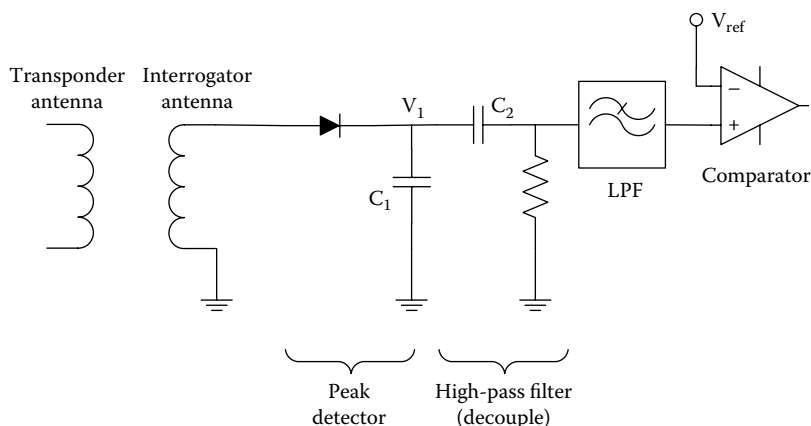 V_ref
Transponder
antenna
Interrogator
antenna
V_1
C_2
−
+
C_1
LPF
Comparator
Peak
detector
High-pass filter
(decouple)